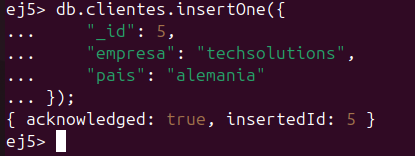 ej5> db.clientes.insertOne({
...     "_id": 5,
...     "empresa": "techsolutions",
...     "pais": "alemania"
... });
{ acknowledged: true, insertedId: 5 }
ej5>